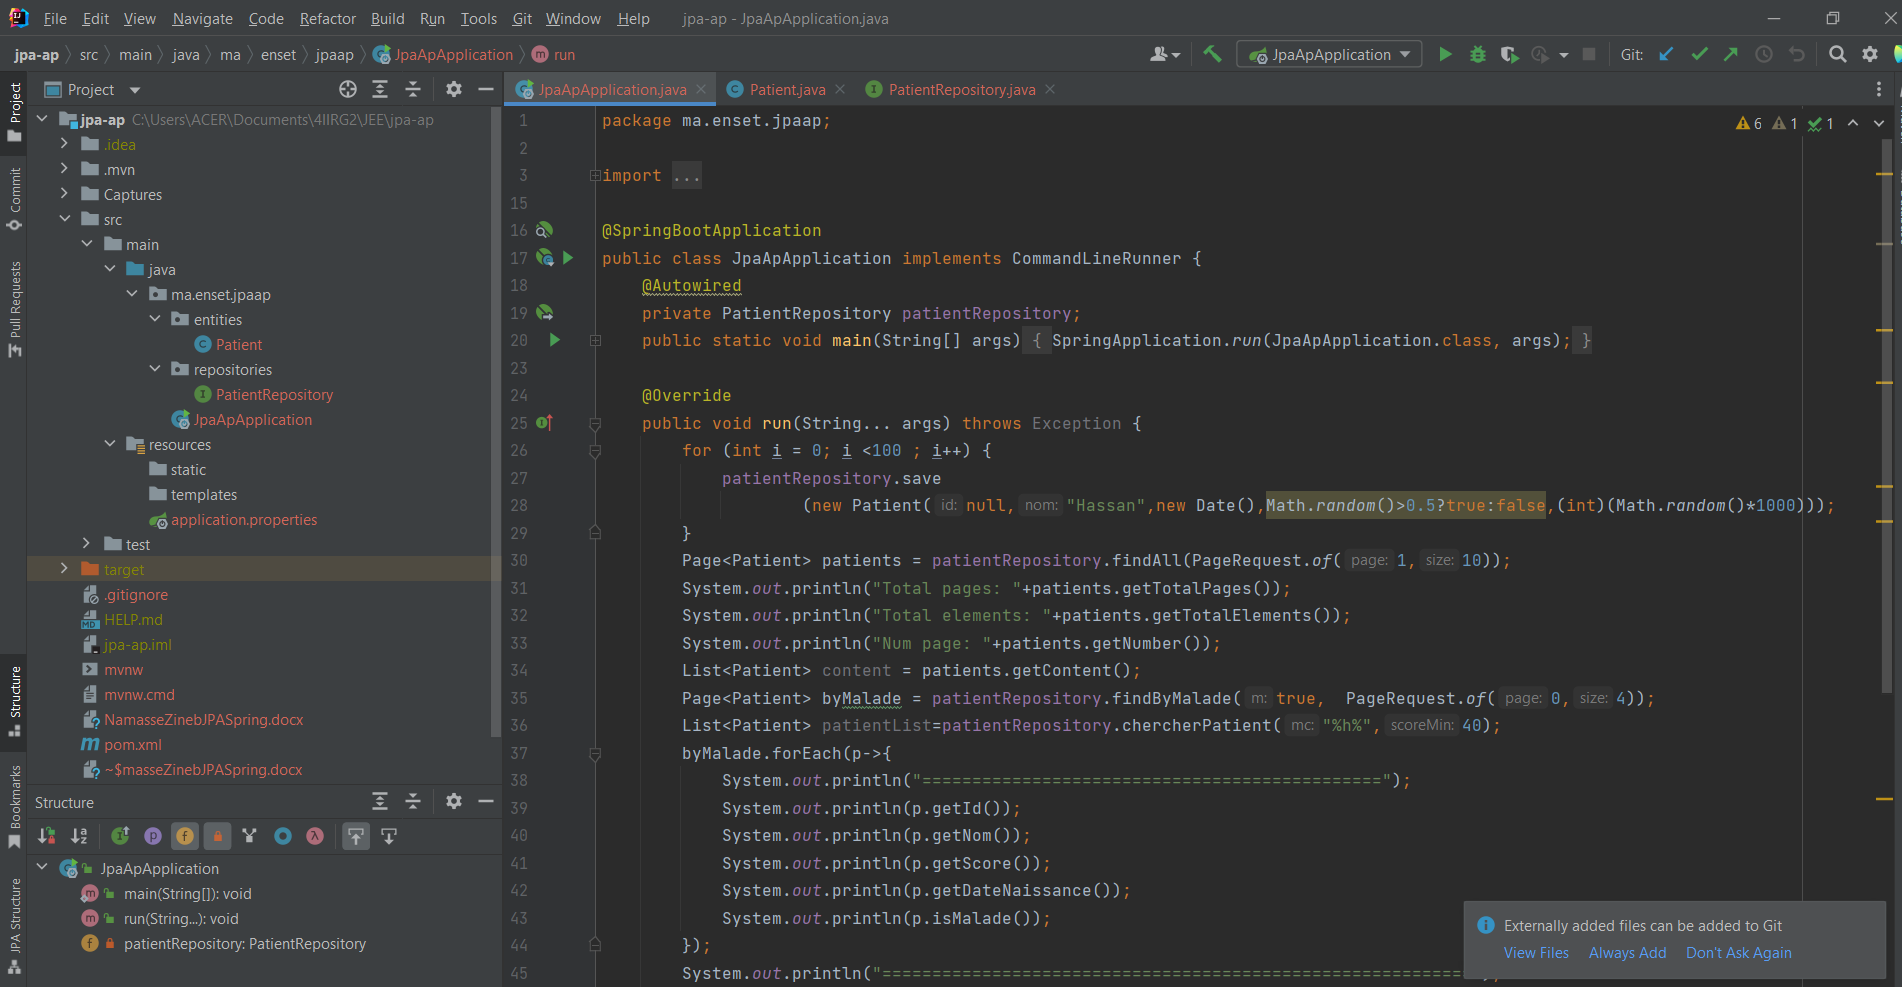 File Edit View Navigate Code Refactor Build Run Tools Git Window Help jpa-ap - JpaApApplication.java
jpa-ap src main java ma enset jpaap JpaApApplication run JpaApApplication Git:
Project
JpaApApplication.java Patient.java PatientRepository.java
Project
Commit
Pull Requests
Structure
Bookmarks
JPA Structure
jpa-ap C:\Users\ACER\Documents\4IIRG2\JEE\jpa-ap
.idea
.mvn
Captures
src
main
java
ma.enset.jpaap
entities
Patient
repositories
PatientRepository
JpaApApplication
resources
static
templates
application.properties
test
target
.gitignore
HELP.md
jpa-ap.iml
mvnw
mvnw.cmd
NamasseZinebJPASpring.docx
pom.xml
~$masseZinebJPASpring.docx
Structure
JpaApApplication
main(String[]): void
run(String...): void
patientRepository: PatientRepository
6 1 1
1 package ma.enset.jpaap;
2
3 import ...
15
16 @SpringBootApplication
17 public class JpaApApplication implements CommandLineRunner {
18 @Autowired
19 private PatientRepository patientRepository;
20 public static void main(String[] args) { SpringApplication.run(JpaApApplication.class, args); }
23
24 @Override
25 public void run(String... args) throws Exception {
26 for (int i = 0; i <100 ; i++) {
27 patientRepository.save
28 (new Patient( id: null, nom: "Hassan",new Date(),Math.random()>0.5?true:false,(int)(Math.random()*1000)));
29 }
30 Page<Patient> patients = patientRepository.findAll(PageRequest.of( page: 1, size: 10));
31 System.out.println("Total pages: "+patients.getTotalPages());
32 System.out.println("Total elements: "+patients.getTotalElements());
33 System.out.println("Num page: "+patients.getNumber());
34 List<Patient> content = patients.getContent();
35 Page<Patient> byMalade = patientRepository.findByMalade( m: true, PageRequest.of( page: 0, size: 4));
36 List<Patient> patientList=patientRepository.chercherPatient( mc: "%h%", scoreMin: 40);
37 byMalade.forEach(p->{
38 System.out.println("==============================================");
39 System.out.println(p.getId());
40 System.out.println(p.getNom());
41 System.out.println(p.getScore());
42 System.out.println(p.getDateNaissance());
43 System.out.println(p.isMalade());
44 });
45 System.out.println("==========================================================
Externally added files can be added to Git
View Files Always Add Don't Ask Again